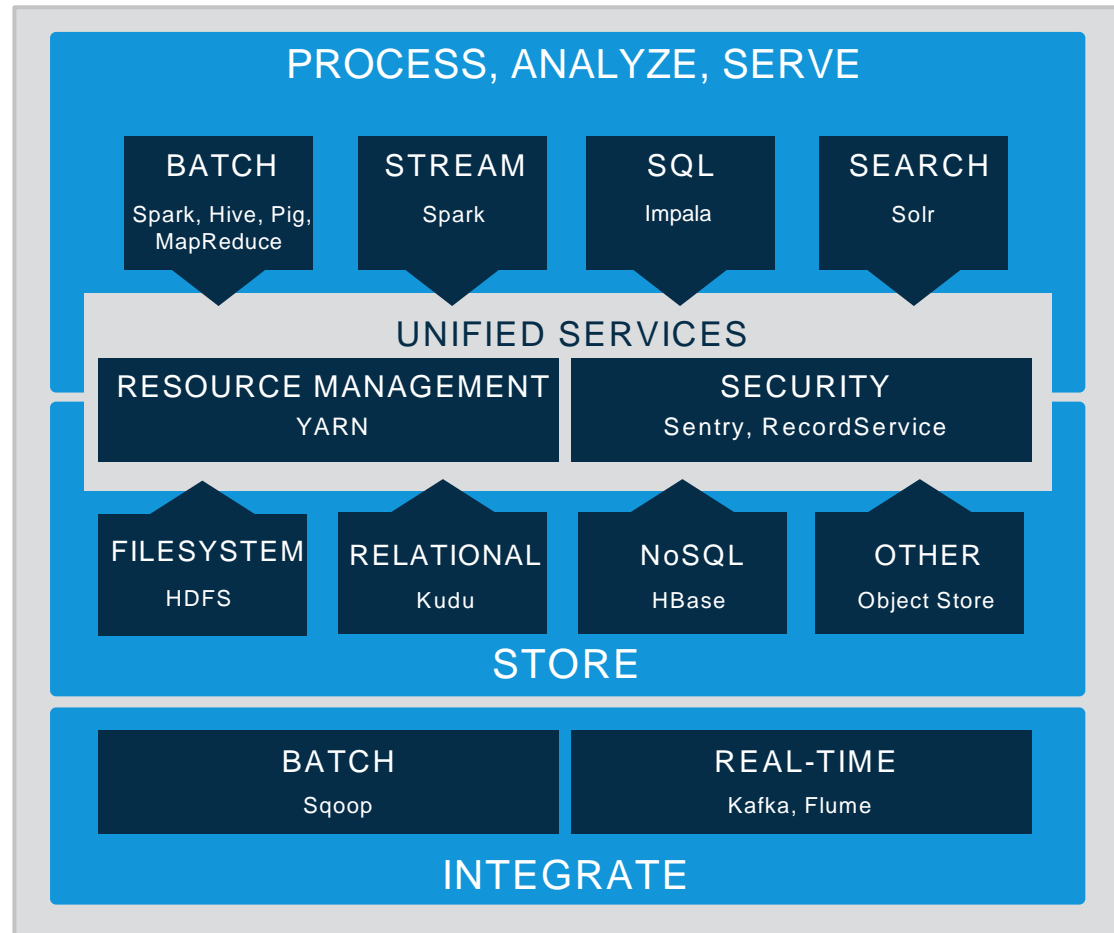 PROCESS, ANALYZE, SERVE
BATCH
Spark, Hive, Pig,
MapReduce
STREAM
Spark
SQL
Impala
SEARCH
Solr
UNIFIED SERVICES
RESOURCE MANAGEMENT
YARN
SECURITY
Sentry, RecordService
FILESYSTEM
HDFS
RELATIONAL
Kudu
NoSQL
HBase
OTHER
Object Store
STORE
BATCH
Sqoop
REAL-TIME
Kafka, Flume
INTEGRATE